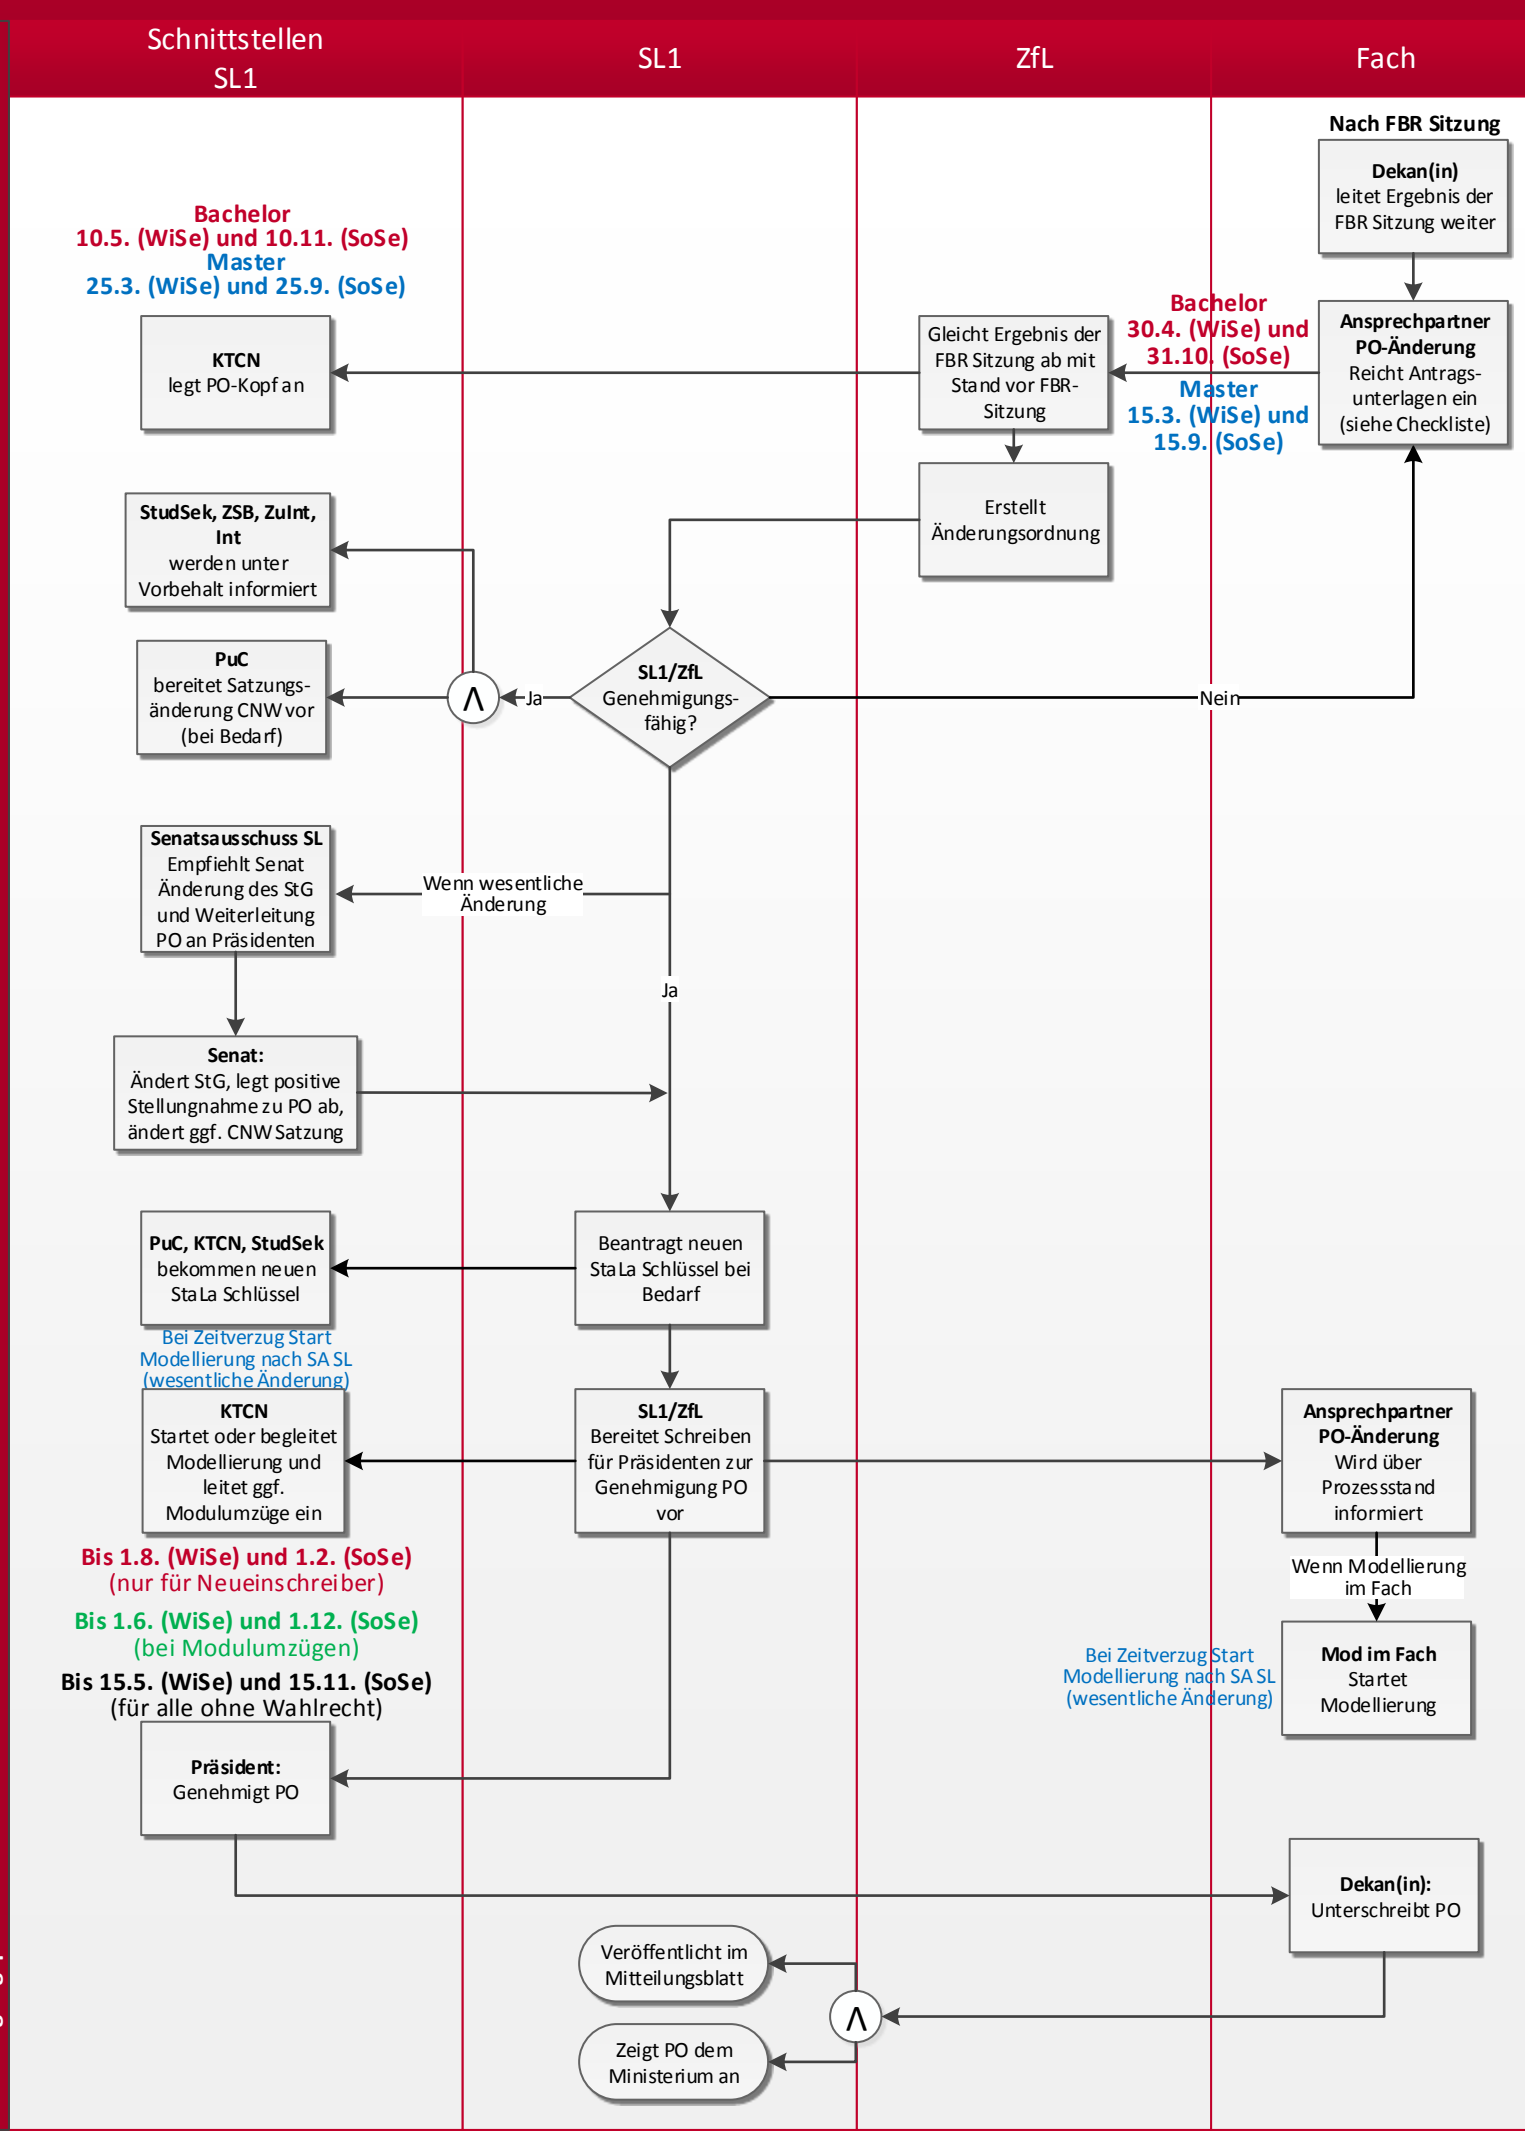 Schnittstellen
SL1
SL1
ZfL
Fach
Nach FBR Sitzung
Dekan(in)
leitet Ergebnis der
FBR Sitzung weiter
Bachelor
10.5. (WiSe) und 10.11. (SoSe)
Master
25.3. (WiSe) und 25.9. (SoSe)
KTCN
legt PO-Kopf an
Gleicht Ergebnis der
FBR Sitzung ab mit
Stand vor FBR-
Sitzung
Bachelor
30.4. (WiSe) und
31.10. (SoSe)
Master
15.3. (WiSe) und
15.9. (SoSe)
Ansprechpartner
PO-Änderung
Reicht Antrags-
unterlagen ein
(siehe Checkliste)
Erstellt
Änderungsordnung
StudSek, ZSB, ZuInt,
Int
werden unter
Vorbehalt informiert
PuC
bereitet Satzungs-
änderung CNW vor
(bei Bedarf)
Λ
Ja
SL1/ZfL
Genehmigungs-
fähig?
Nein
Senatsausschuss SL
Empfiehlt Senat
Änderung des StG
und Weiterleitung
PO an Präsidenten
Wenn wesentliche
Änderung
Ja
Senat:
Ändert StG, legt positive
Stellungnahme zu PO ab,
ändert ggf. CNW Satzung
PuC, KTCN, StudSek
bekommen neuen
StaLa Schlüssel
Beantragt neuen
StaLa Schlüssel bei
Bedarf
Bei Zeitverzug Start
Modellierung nach SA SL
(wesentliche Änderung)
KTCN
Startet oder begleitet
Modellierung und
leitet ggf.
Modulumzüge ein
SL1/ZfL
Bereitet Schreiben
für Präsidenten zur
Genehmigung PO
vor
Ansprechpartner
PO-Änderung
Wird über
Prozessstand
informiert
Wenn Modellierung
im Fach
Bis 1.8. (WiSe) und 1.2. (SoSe)
(nur für Neueinschreiber)
Bis 1.6. (WiSe) und 1.12. (SoSe)
(bei Modulumzügen)
Bis 15.5. (WiSe) und 15.11. (SoSe)
(für alle ohne Wahlrecht)
Bei Zeitverzug Start
Modellierung nach SA SL
(wesentliche Änderung)
Mod im Fach
Startet
Modellierung
Präsident:
Genehmigt PO
Dekan(in):
Unterschreibt PO
Veröffentlicht im
Mitteilungsblatt
Λ
Zeigt PO dem
Ministerium an